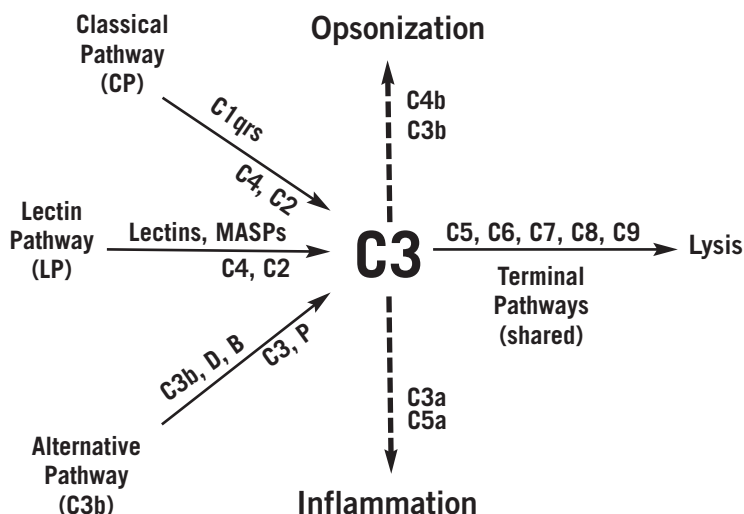 Classical
Pathway
(CP)
C1qrs
C4, C2
Opsonization
C4b
C3b
Lectin
Pathway
(LP)
Lectins, MASPs
C4, C2
C3
C5, C6, C7, C8, C9
Terminal
Pathways
(shared)
Lysis
Alternative
Pathway
(C3b)
C3b, D, B
C3, P
C3a
C5a
Inflammation